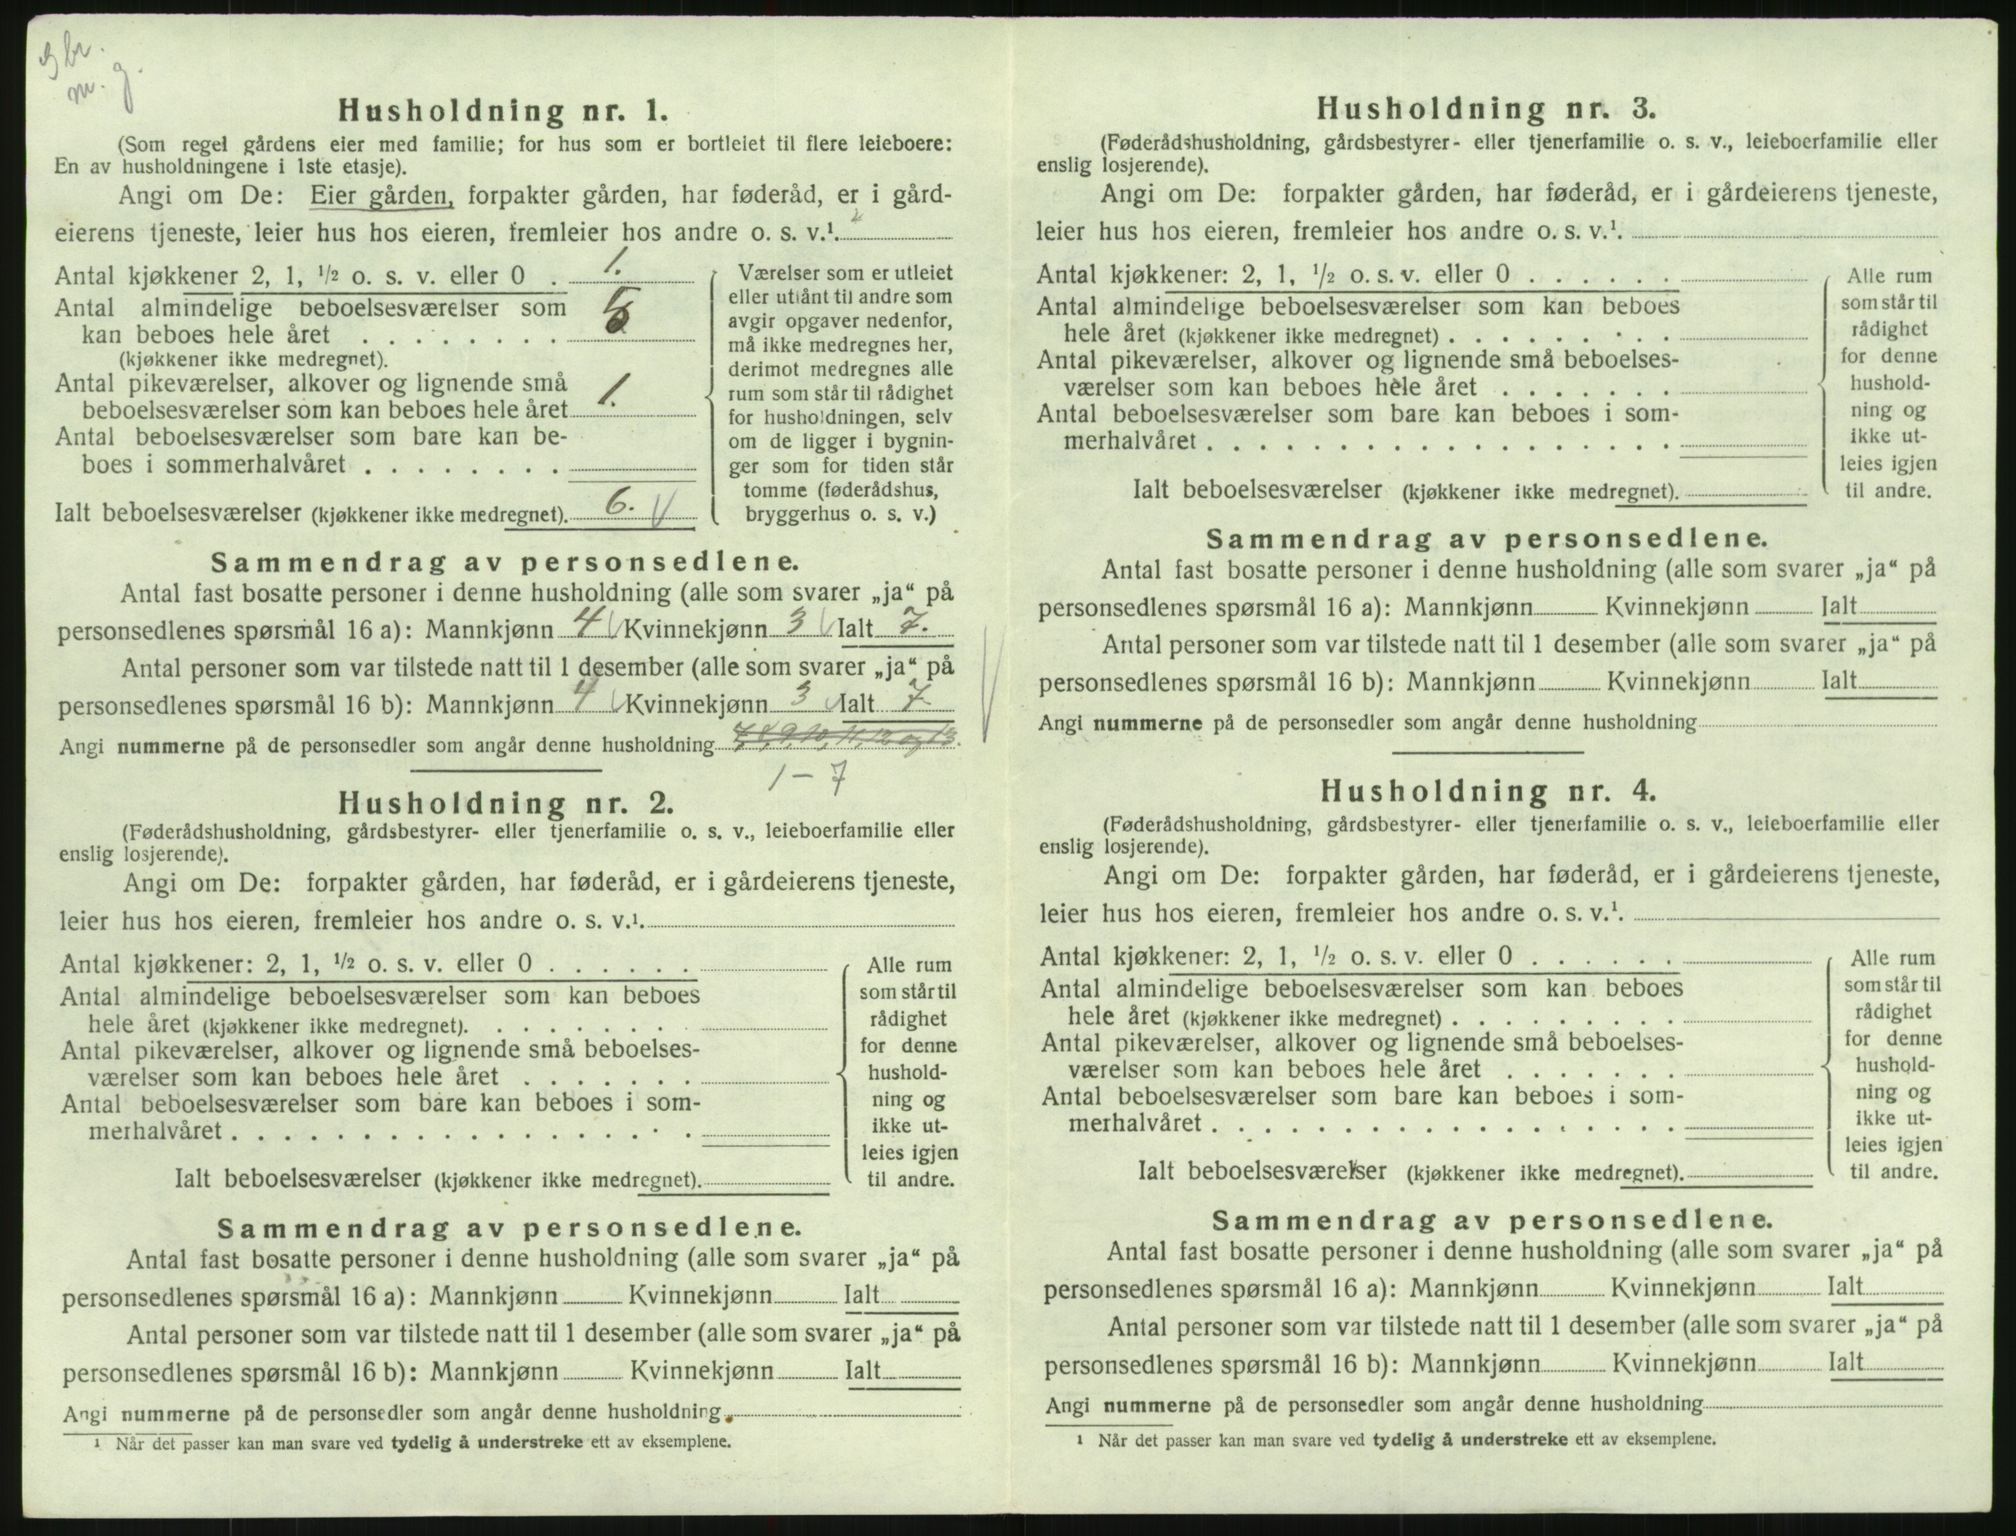 g br.
m. g.
Husholdning nr. 1.
(Som regel gårdens eier med familie; for hus som er bortleiet til flere leieboere:
En av husholdningene i 1ste etasje).
Angi om De: Eier gården, forpakter gården, har føderåd, er i gård-
eierens tjeneste, leier hus hos eieren, fremleier hos andre o. s. v.¹.
Antal kjøkkener 2, 1, ½ o. s. v. eller 0 . 1.
Antal almindelige beboelsesværelser som
kan beboes hele året . . . . . . . . 5
(kjøkkener ikke medregnet).
Antal pikeværelser, alkover og lignende små
beboelsesværelser som kan beboes hele året 1.
Antal beboelsesværelser som bare kan be-
boes i sommerhalvåret . . . . . . . .
Ialt beboelsesværelser (kjøkkener ikke medregnet). 6. √
Værelser som er utleiet
eller utlånt til andre som
avgir opgaver nedenfor,
må ikke medregnes her,
derimot medregnes alle
rum som står til rådighet
for husholdningen, selv
om de ligger i bygnin-
ger som for tiden står
tomme (føderådshus,
bryggerhus o. s. v.)
Sammendrag av personsedlene.
Antal fast bosatte personer i denne husholdning (alle som svarer „ja“ på
personsedlenes spørsmål 16 a): Mannkjønn 4 √ Kvinnekjønn 3 √ Ialt 7.
Antal personer som var tilstede natt til 1 desember (alle som svarer „ja“ på
personsedlenes spørsmål 16 b): Mannkjønn 4 √ Kvinnekjønn 3 √ Ialt 7
Angi nummerne på de personsedler som angår denne husholdning 7, 8, 9, 10, 11, 12 og 13.
1 - 7
Husholdning nr. 2.
(Føderådshusholdning, gårdsbestyrer- eller tjenerfamilie o. s. v., leieboerfamilie eller
enslig losjerende).
Angi om De: forpakter gården, har føderåd, er i gårdeierens tjeneste,
leier hus hos eieren, fremleier hos andre o. s. v.¹.
Antal kjøkkener: 2, 1, ½ o. s. v. eller 0 . . . . . .
Antal almindelige beboelsesværelser som kan beboes
hele året (kjøkkener ikke medregnet). . . . . . . . .
Antal pikeværelser, alkover og lignende små beboelses-
værelser som kan beboes hele året . . . . . . .
Antal beboelsesværelser som bare kan beboes i som-
merhalvåret . . . . . . . . . . . . . . . . . .
Ialt beboelsesværelser (kjøkkener ikke medregnet).
Alle rum
som står til
rådighet
for denne
hushold-
ning og
ikke ut-
leies igjen
til andre.
Sammendrag av personsedlene.
Antal fast bosatte personer i denne husholdning (alle som svarer „ja“ på
personsedlenes spørsmål 16 a): Mannkjønn Kvinnekjønn Ialt
Antal personer som var tilstede natt til 1 desember (alle som svarer „ja“ på
personsedlenes spørsmål 16 b): Mannkjønn Kvinnekjønn Ialt
Angi nummerne på de personsedler som angår denne husholdning
¹ Når det passer kan man svare ved tydelig å understreke ett av eksemplene.
Husholdning nr. 3.
(Føderådshusholdning, gårdsbestyrer- eller tjenerfamilie o. s. v., leieboerfamilie eller
enslig losjerende).
Angi om De: forpakter gården, har føderåd, er i gårdeierens tjeneste,
leier hus hos eieren, fremleier hos andre o. s. v.¹.
Antal kjøkkener: 2, 1, ½ o. s. v. eller 0 . . . . . .
Antal almindelige beboelsesværelser som kan beboes
hele året (kjøkkener ikke medregnet) . . . . . . . . .
Antal pikeværelser, alkover og lignende små beboelses-
værelser som kan beboes hele året . . . . . . .
Antal beboelsesværelser som bare kan beboes i som-
merhalvåret . . . . . . . . . . . . . . . . . .
Ialt beboelsesværelser (kjøkkener ikke medregnet).
Alle rum
som står til
rådighet
for denne
hushold-
ning og
ikke ut-
leies igjen
til andre.
Sammendrag av personsedlene.
Antal fast bosatte personer i denne husholdning (alle som svarer „ja“ på
personsedlenes spørsmål 16 a): Mannkjønn Kvinnekjønn Ialt
Antal personer som var tilstede natt til 1 desember (alle som svarer „ja“ på
personsedlenes spørsmål 16 b): Mannkjønn Kvinnekjønn Ialt
Angi nummerne på de personsedler som angår denne husholdning
Husholdning nr. 4.
(Føderådshusholdning, gårdsbestyrer- eller tjenerfamilie o. s. v., leieboerfamilie eller
enslig losjerende).
Angi om De: forpakter gården, har føderåd, er i gårdeierens tjeneste,
leier hus hos eieren, fremleier hos andre o. s. v.¹.
Antal kjøkkener: 2, 1, ½ o. s. v. eller 0 . . . . . .
Antal almindelige beboelsesværelser som kan beboes
hele året (kjøkkener ikke medregnet) . . . . . . . . .
Antal pikeværelser, alkover og lignende små beboelses-
værelser som kan beboes hele året . . . . . . .
Antal beboelsesværelser som bare kan beboes i som-
merhalvåret . . . . . . . . . . . . . . . . . .
Ialt beboelsesværelser (kjøkkener ikke medregnet).
Alle rum
som står til
rådighet
for denne
hushold-
ning og
ikke ut-
leies igjen
til andre.
Sammendrag av personsedlene.
Antal fast bosatte personer i denne husholdning (alle som svarer „ja“ på
personsedlenes spørsmål 16 a): Mannkjønn Kvinnekjønn Ialt
Antal personer som var tilstede natt til 1 desember (alle som svarer „ja“ på
personsedlenes spørsmål 16 b): Mannkjønn Kvinnekjønn Ialt
Angi nummerne på de personsedler som angår denne husholdning
¹ Når det passer kan man svare ved tydelig å understreke ett av eksemplene.